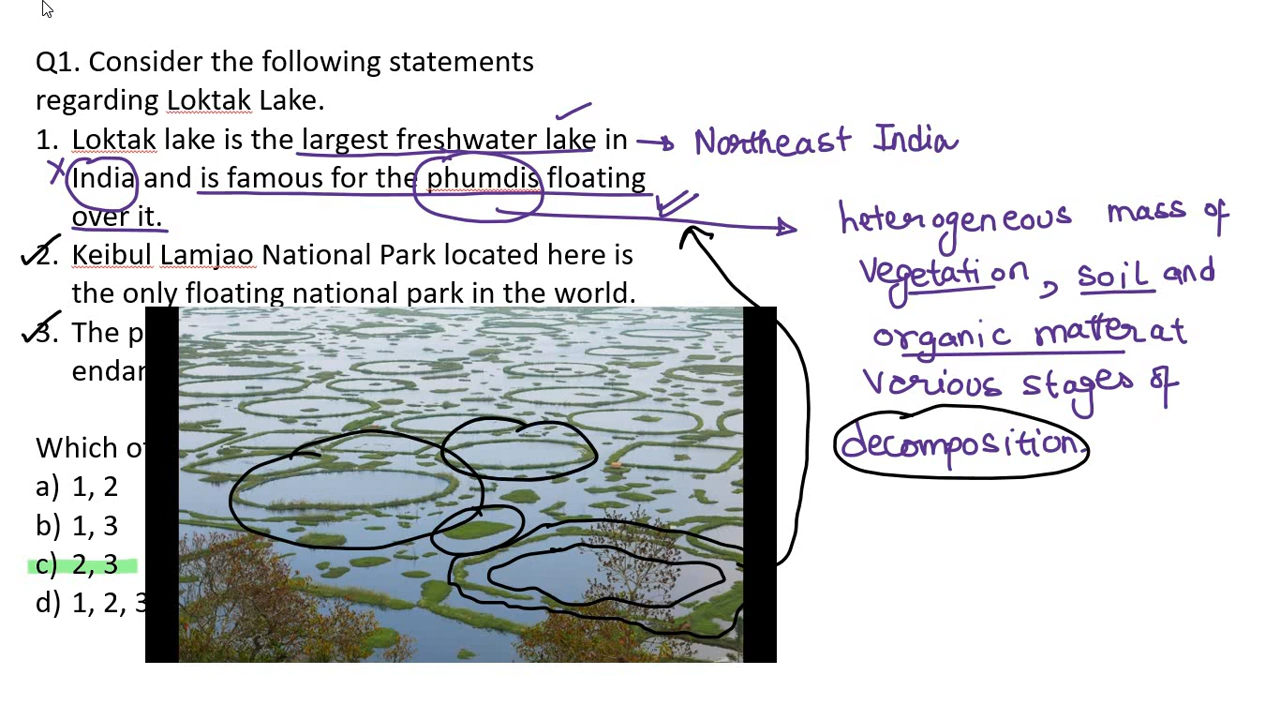 Q1. Consider the following statements
regarding Loktak Lake.
1. Loktak lake is the largest freshwater lake in
India and is famous for the phumdis floating
over it.
2. Keibul Lamjao National Park located here is
the only floating national park in the world.
3. The p
endar
Which of
a) 1, 2
b) 1, 3
c) 2, 3
d) 1, 2, 3
Northeast India
heterogeneous mass of
vegetation, soil and
organic matter at
various stages of
decomposition.